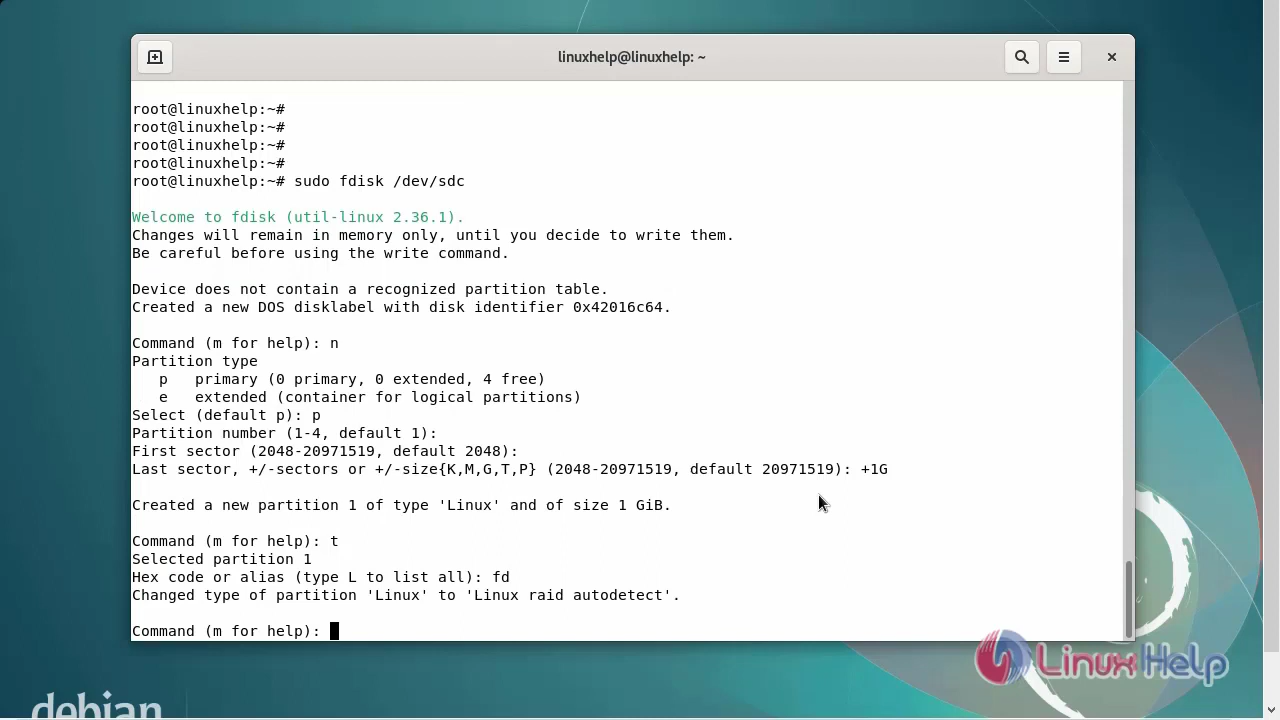 linuxhelp@linuxhelp: ~
root@linuxhelp:~#
root@linuxhelp:~#
root@linuxhelp:~#
root@linuxhelp:~#
root@linuxhelp:~# sudo fdisk /dev/sdc
Welcome to fdisk (util-linux 2.36.1).
Changes will remain in memory only, until you decide to write them.
Be careful before using the write command.
Device does not contain a recognized partition table.
Created a new DOS disklabel with disk identifier 0x42016c64.
Command (m for help): n
Partition type
   p   primary (0 primary, 0 extended, 4 free)
   e   extended (container for logical partitions)
Select (default p): p
Partition number (1-4, default 1):
First sector (2048-20971519, default 2048):
Last sector, +/-sectors or +/-size{K,M,G,T,P} (2048-20971519, default 20971519): +1G
Created a new partition 1 of type 'Linux' and of size 1 GiB.
Command (m for help): t
Selected partition 1
Hex code or alias (type L to list all): fd
Changed type of partition 'Linux' to 'Linux raid autodetect'.
Command (m for help):
Linux Help
debian